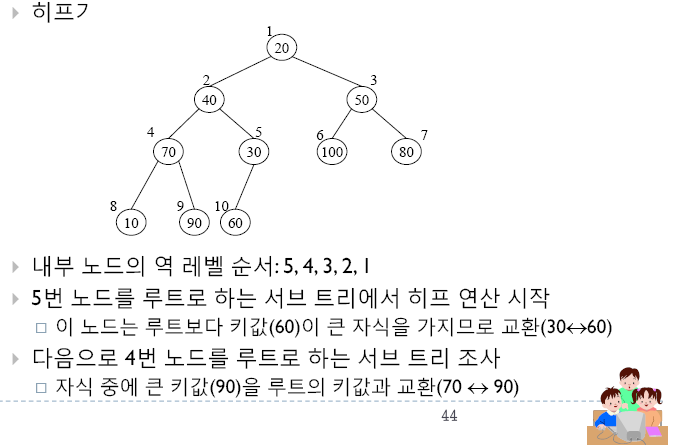 히프
1
20
2 3
40 50
4 5 6 7
70 30 100 80
8 9 10
10 90 60
내부 노드의 역 레벨 순서: 5, 4, 3, 2, 1
5번 노드를 루트로 하는 서브 트리에서 히프 연산 시작
이 노드는 루트보다 키값(60)이 큰 자식을 가지므로 교환(30↔60)
다음으로 4번 노드를 루트로 하는 서브 트리 조사
자식 중에 큰 키값(90)을 루트의 키값과 교환(70 ↔ 90)
44